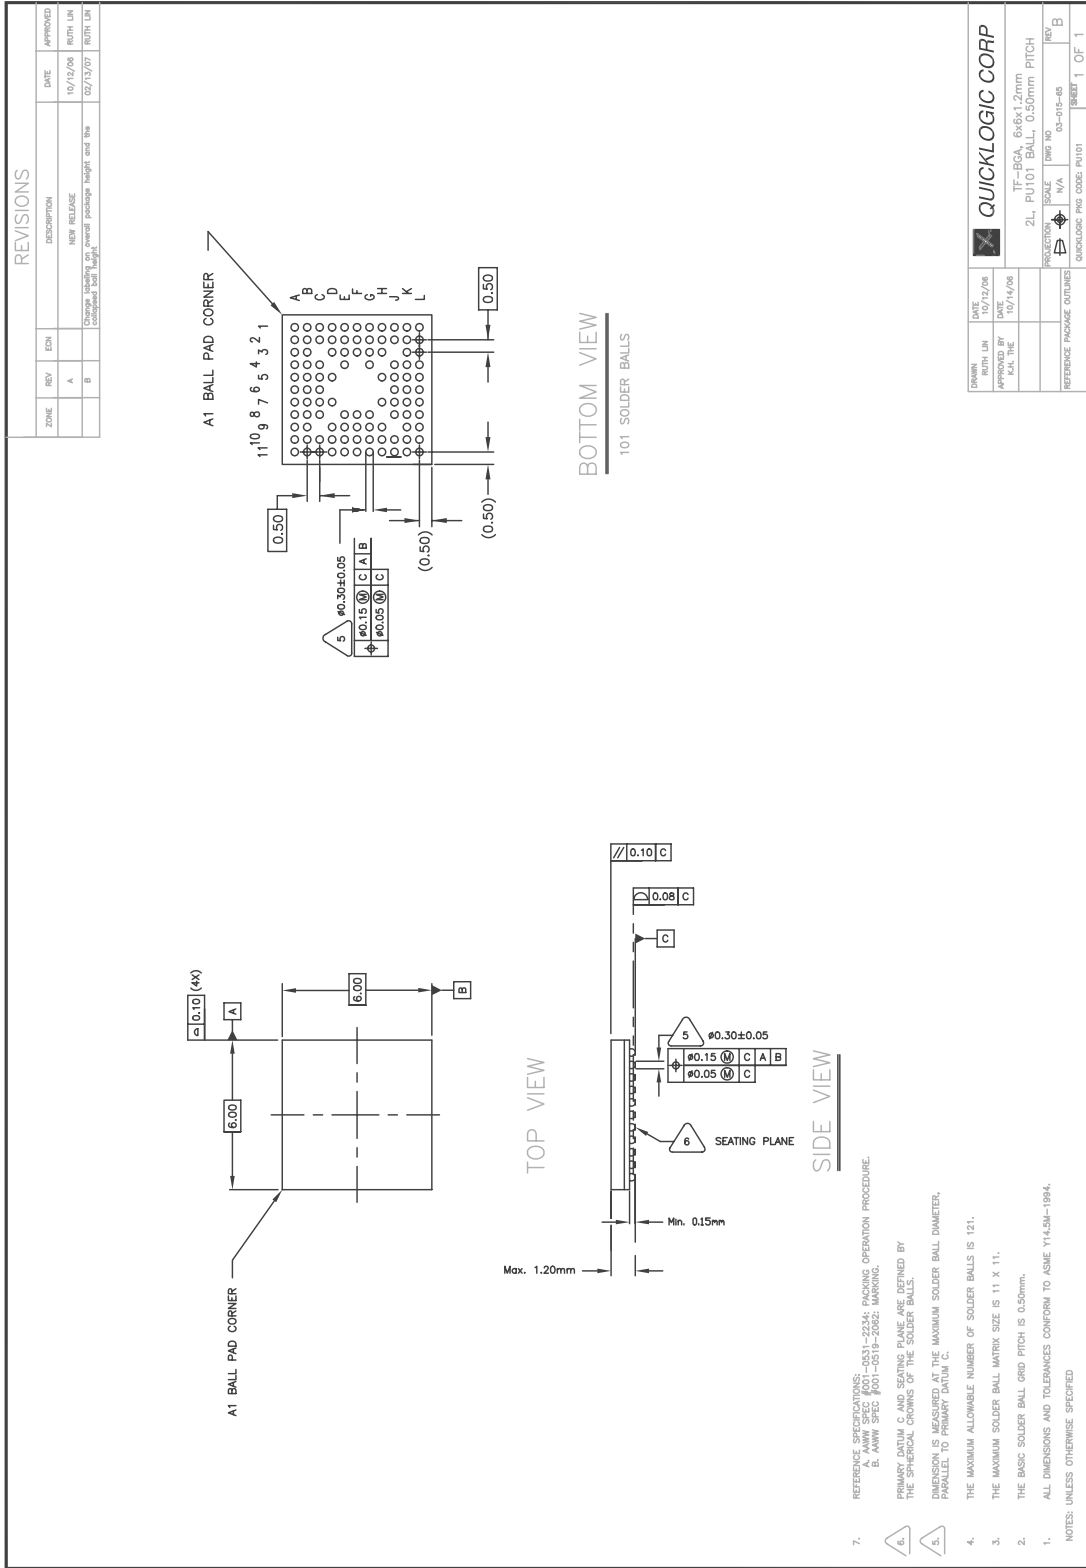 REVISIONS
ZONE REV ECN DESCRIPTION DATE APPROVED
A NEW RELEASE 10/12/06 RUTH LIN
B Change labeling on overall package height and the collapsed ball height 02/13/07 RUTH LIN
A1 BALL PAD CORNER
6.00
0.10 (4X)
A
6.00
B
TOP VIEW
A1 BALL PAD CORNER
11 10 9 8 7 6 5 4 3 2 1
A
B
C
D
E
F
G
H
J
K
L
0.50
0.50
5 ø0.30±0.05
ø0.15 Ⓜ C A B
ø0.05 Ⓜ C
(0.50)
(0.50)
BOTTOM VIEW
101 SOLDER BALLS
// 0.10 C
0.08 C
C
5 ø0.30±0.05
ø0.15 Ⓜ C A B
ø0.05 Ⓜ C
6 SEATING PLANE
Min. 0.15mm
Max. 1.20mm
SIDE VIEW
7. REFERENCE SPECIFICATIONS:
A. AAWW SPEC #001-0531-2234: PACKING OPERATION PROCEDURE.
B. AAWW SPEC #001-0519-2062: MARKING.
6. PRIMARY DATUM C AND SEATING PLANE ARE DEFINED BY
THE SPHERICAL CROWNS OF THE SOLDER BALLS.
5. DIMENSION IS MEASURED AT THE MAXIMUM SOLDER BALL DIAMETER,
PARALLEL TO PRIMARY DATUM C.
4. THE MAXIMUM ALLOWABLE NUMBER OF SOLDER BALLS IS 121.
3. THE MAXIMUM SOLDER BALL MATRIX SIZE IS 11 X 11.
2. THE BASIC SOLDER BALL GRID PITCH IS 0.50mm.
1. ALL DIMENSIONS AND TOLERANCES CONFORM TO ASME Y14.5M-1994.
NOTES: UNLESS OTHERWISE SPECIFIED
DRAWN RUTH LIN DATE 10/12/06
APPROVED BY K.H. THE DATE 10/14/06
REFERENCE PACKAGE OUTLINES
QUICKLOGIC CORP
TF-BGA, 6x6x1.2mm
2L, PU101 BALL, 0.50mm PITCH
PROJECTION SCALE N/A DWG NO 03-015-65 REV B
QUICKLOGIC PKG CODE: PU101 SHEET 1 OF 1